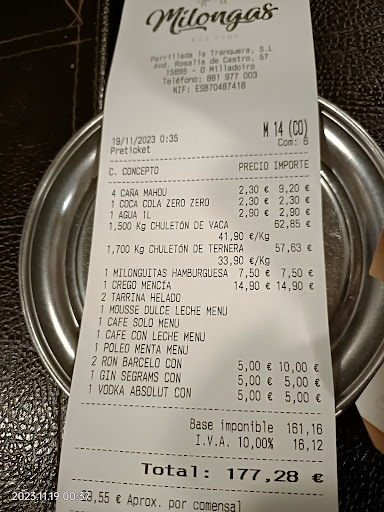 Milongas
Parrillada la Tranquera, S.L
Avd. Rosalia de Castro, 57
15895 - O Milladoiro
Teléfono: 881 977 003
NIF: ES870487418
19/11/2023 0:35 M 14 (CO)
Preticket Com: 6
C. CONCEPTO PRECIO IMPORTE
4 CAÑA MAHOU 2,30 € 9,20 €
1 COCA COLA ZERO ZERO 2,30 € 2,30 €
1 AGUA 1L 2,90 € 2,90 €
1,500 Kg CHULETÓN DE VACA 62,85 €
41,90 €/Kg
1,700 Kg CHULETÓN DE TERNERA 57,63 €
33,90 €/Kg
1 MILONGUITAS HAMBURGUESA 7,50 € 7,50 €
1 CREGO MENCÍA 14,90 € 14,90 €
2 TARRINA HELADO
1 MOUSSE DULCE LECHE MENU
1 CAFE SOLO MENU
1 CAFE CON LECHE MENU
1 POLEO MENTA MENU
2 RON BARCELO CON 5,00 € 10,00 €
1 GIN SEGRAMS CON 5,00 € 5,00 €
1 VODKA ABSOLUT CON 5,00 € 5,00 €
Base imponible 161,16
I.V.A. 10,00% 16,12
Total: 177,28 €
,55 € Aprox. por comensal
2023.11.19 00:37